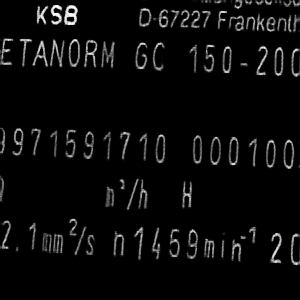 KSB
D-67227 Frankenth
ETANORM GC 150-200
9971591710 000100
m³/h H
2.1mm²/s n1459min⁻¹ 20